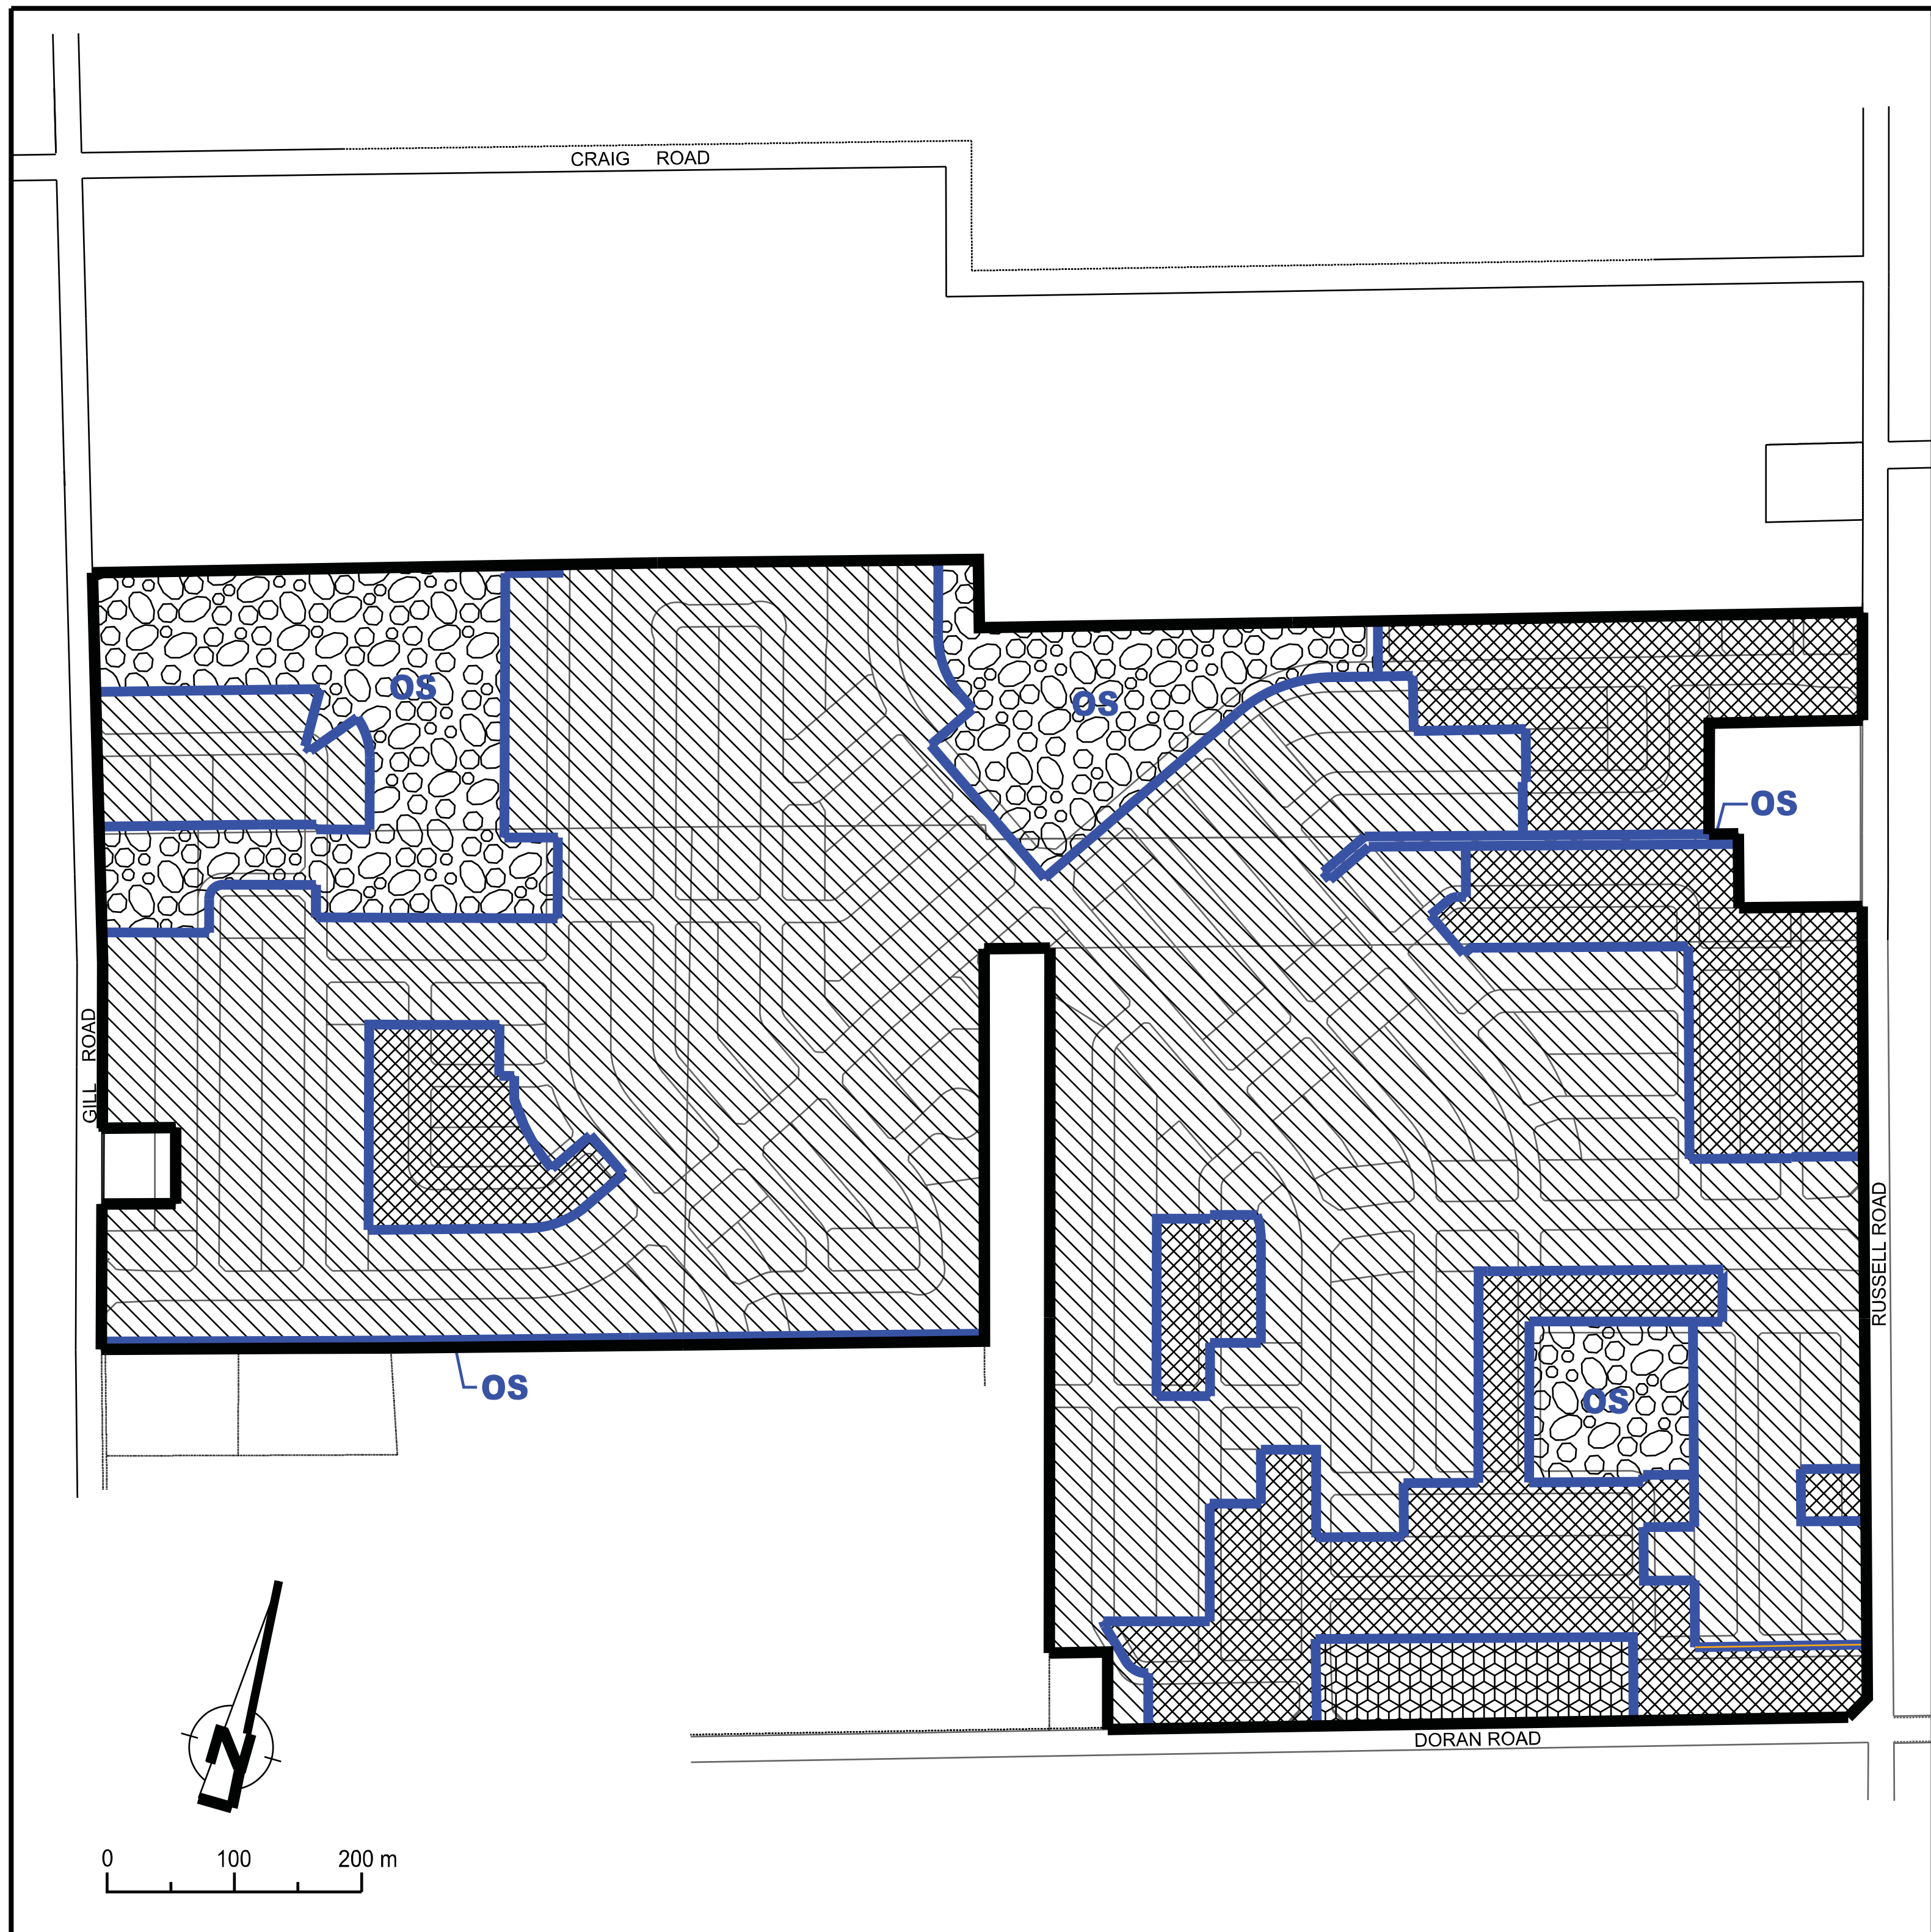 CRAIG ROAD
OS
OS
OS
GILL ROAD
RUSSELL ROAD
OS
OS
DORAN ROAD
N
0 100 200 m